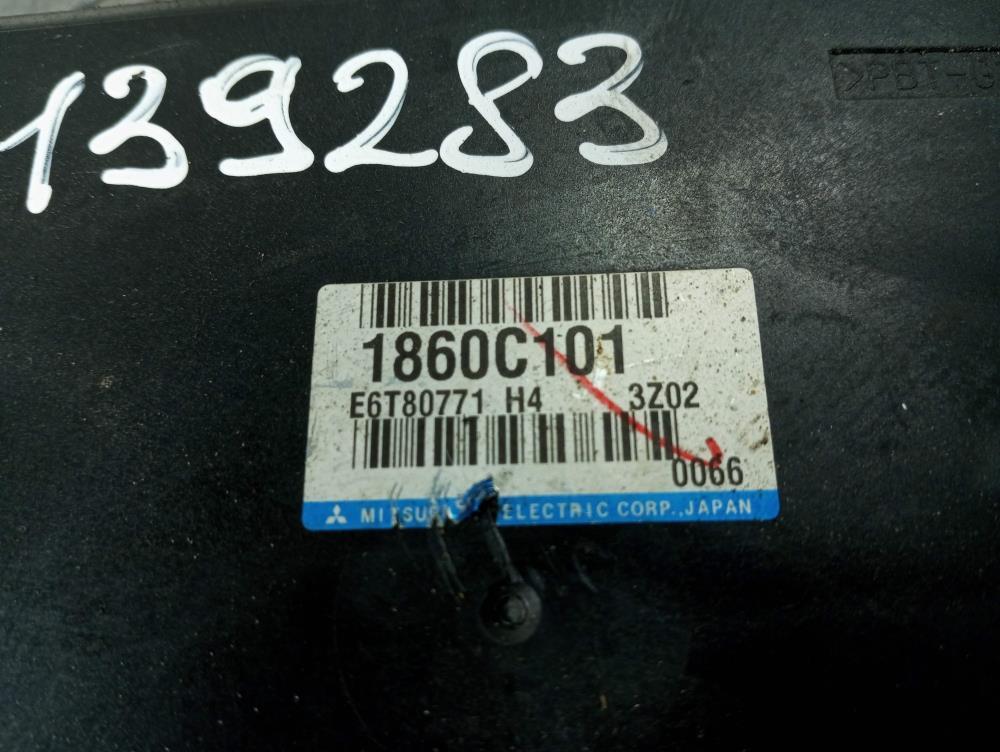 139283
>PBT-G
1860C101
E6T80771 H4 3Z02
0066
ELECTRIC CORP.,JAPAN